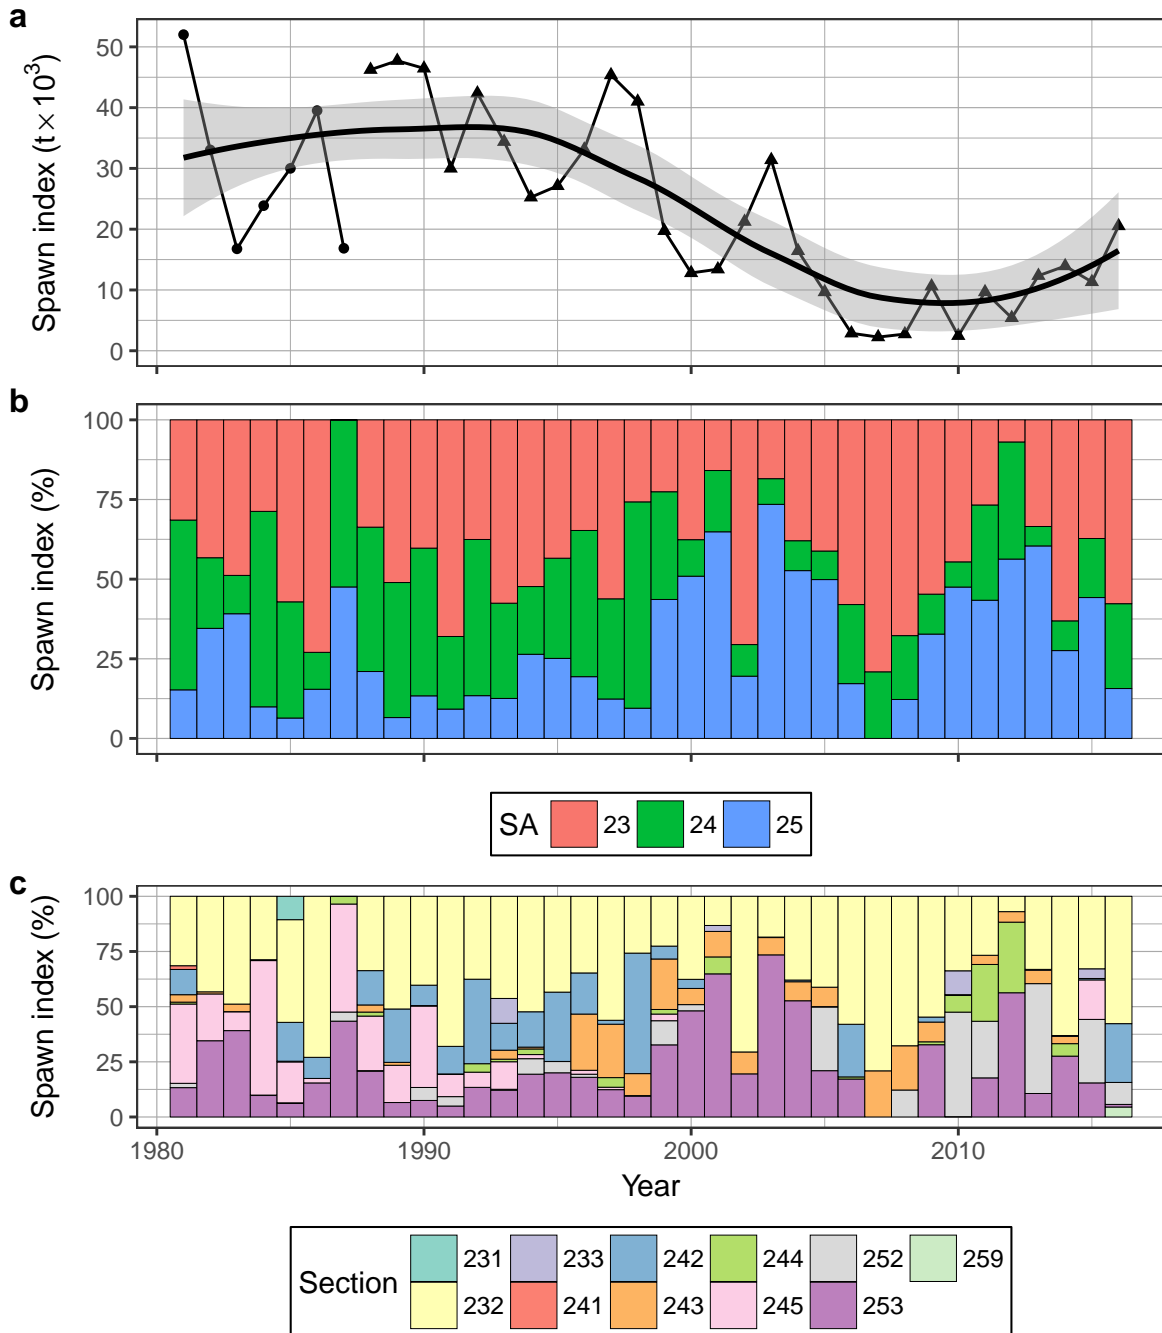 a
Spawn index (t × 10³)
50
40
30
20
10
0
b
Spawn index (%)
100
75
50
25
0
SA 23 24 25
c
Spawn index (%)
100
75
50
25
0
1980 1990 2000 2010
Year
Section
231 233 242 244 252 259
232 241 243 245 253